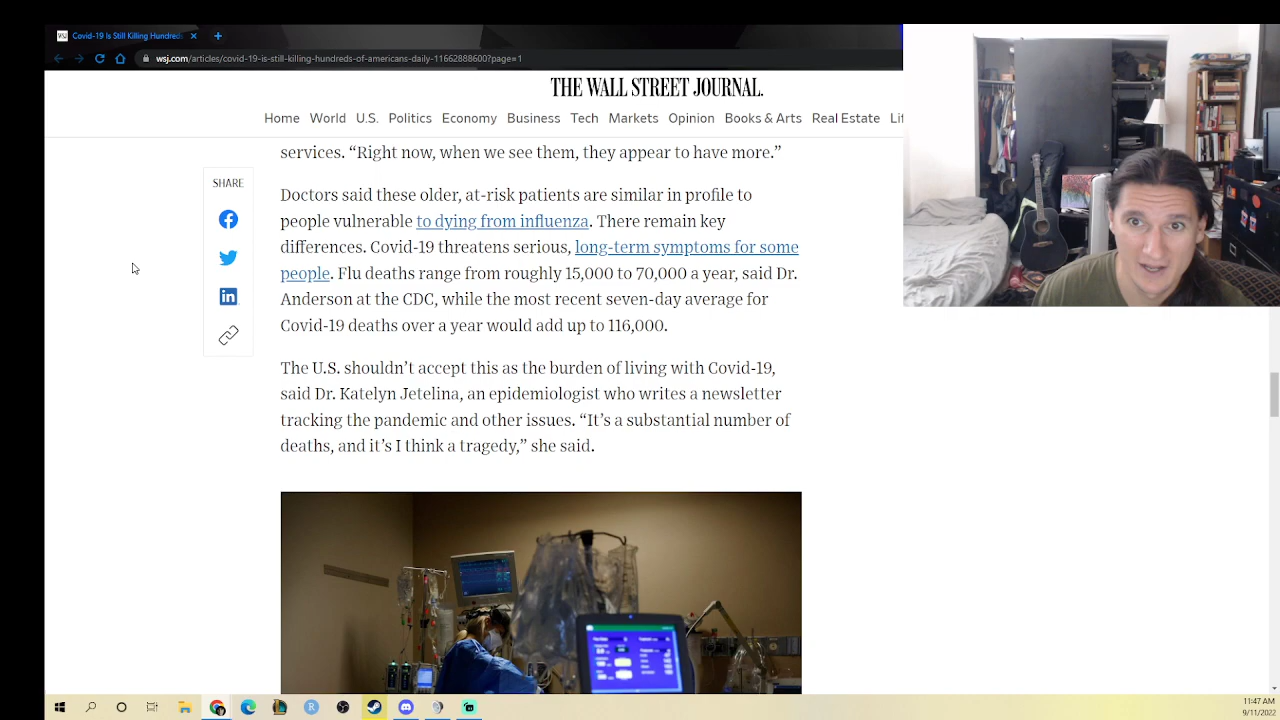 Covid-19 Is Still Killing Hundreds
wsj.com/articles/covid-19-is-still-killing-hundreds-of-americans-daily-11662888600?page=1
THE WALL STREET JOURNAL.
Home World U.S. Politics Economy Business Tech Markets Opinion Books & Arts Real Estate
services. “Right now, when we see them, they appear to have more.”
SHARE
Doctors said these older, at-risk patients are similar in profile to
people vulnerable to dying from influenza. There remain key
differences. Covid-19 threatens serious, long-term symptoms for some
people. Flu deaths range from roughly 15,000 to 70,000 a year, said Dr.
Anderson at the CDC, while the most recent seven-day average for
Covid-19 deaths over a year would add up to 116,000.
The U.S. shouldn’t accept this as the burden of living with Covid-19,
said Dr. Katelyn Jetelina, an epidemiologist who writes a newsletter
tracking the pandemic and other issues. “It’s a substantial number of
deaths, and it’s I think a tragedy,” she said.
11:47 AM
9/11/2022